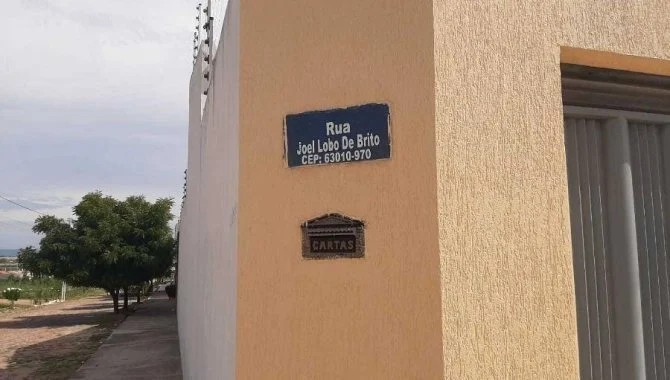 Rua
Joel Lobo De Brito
CEP: 63010-970
CARTAS